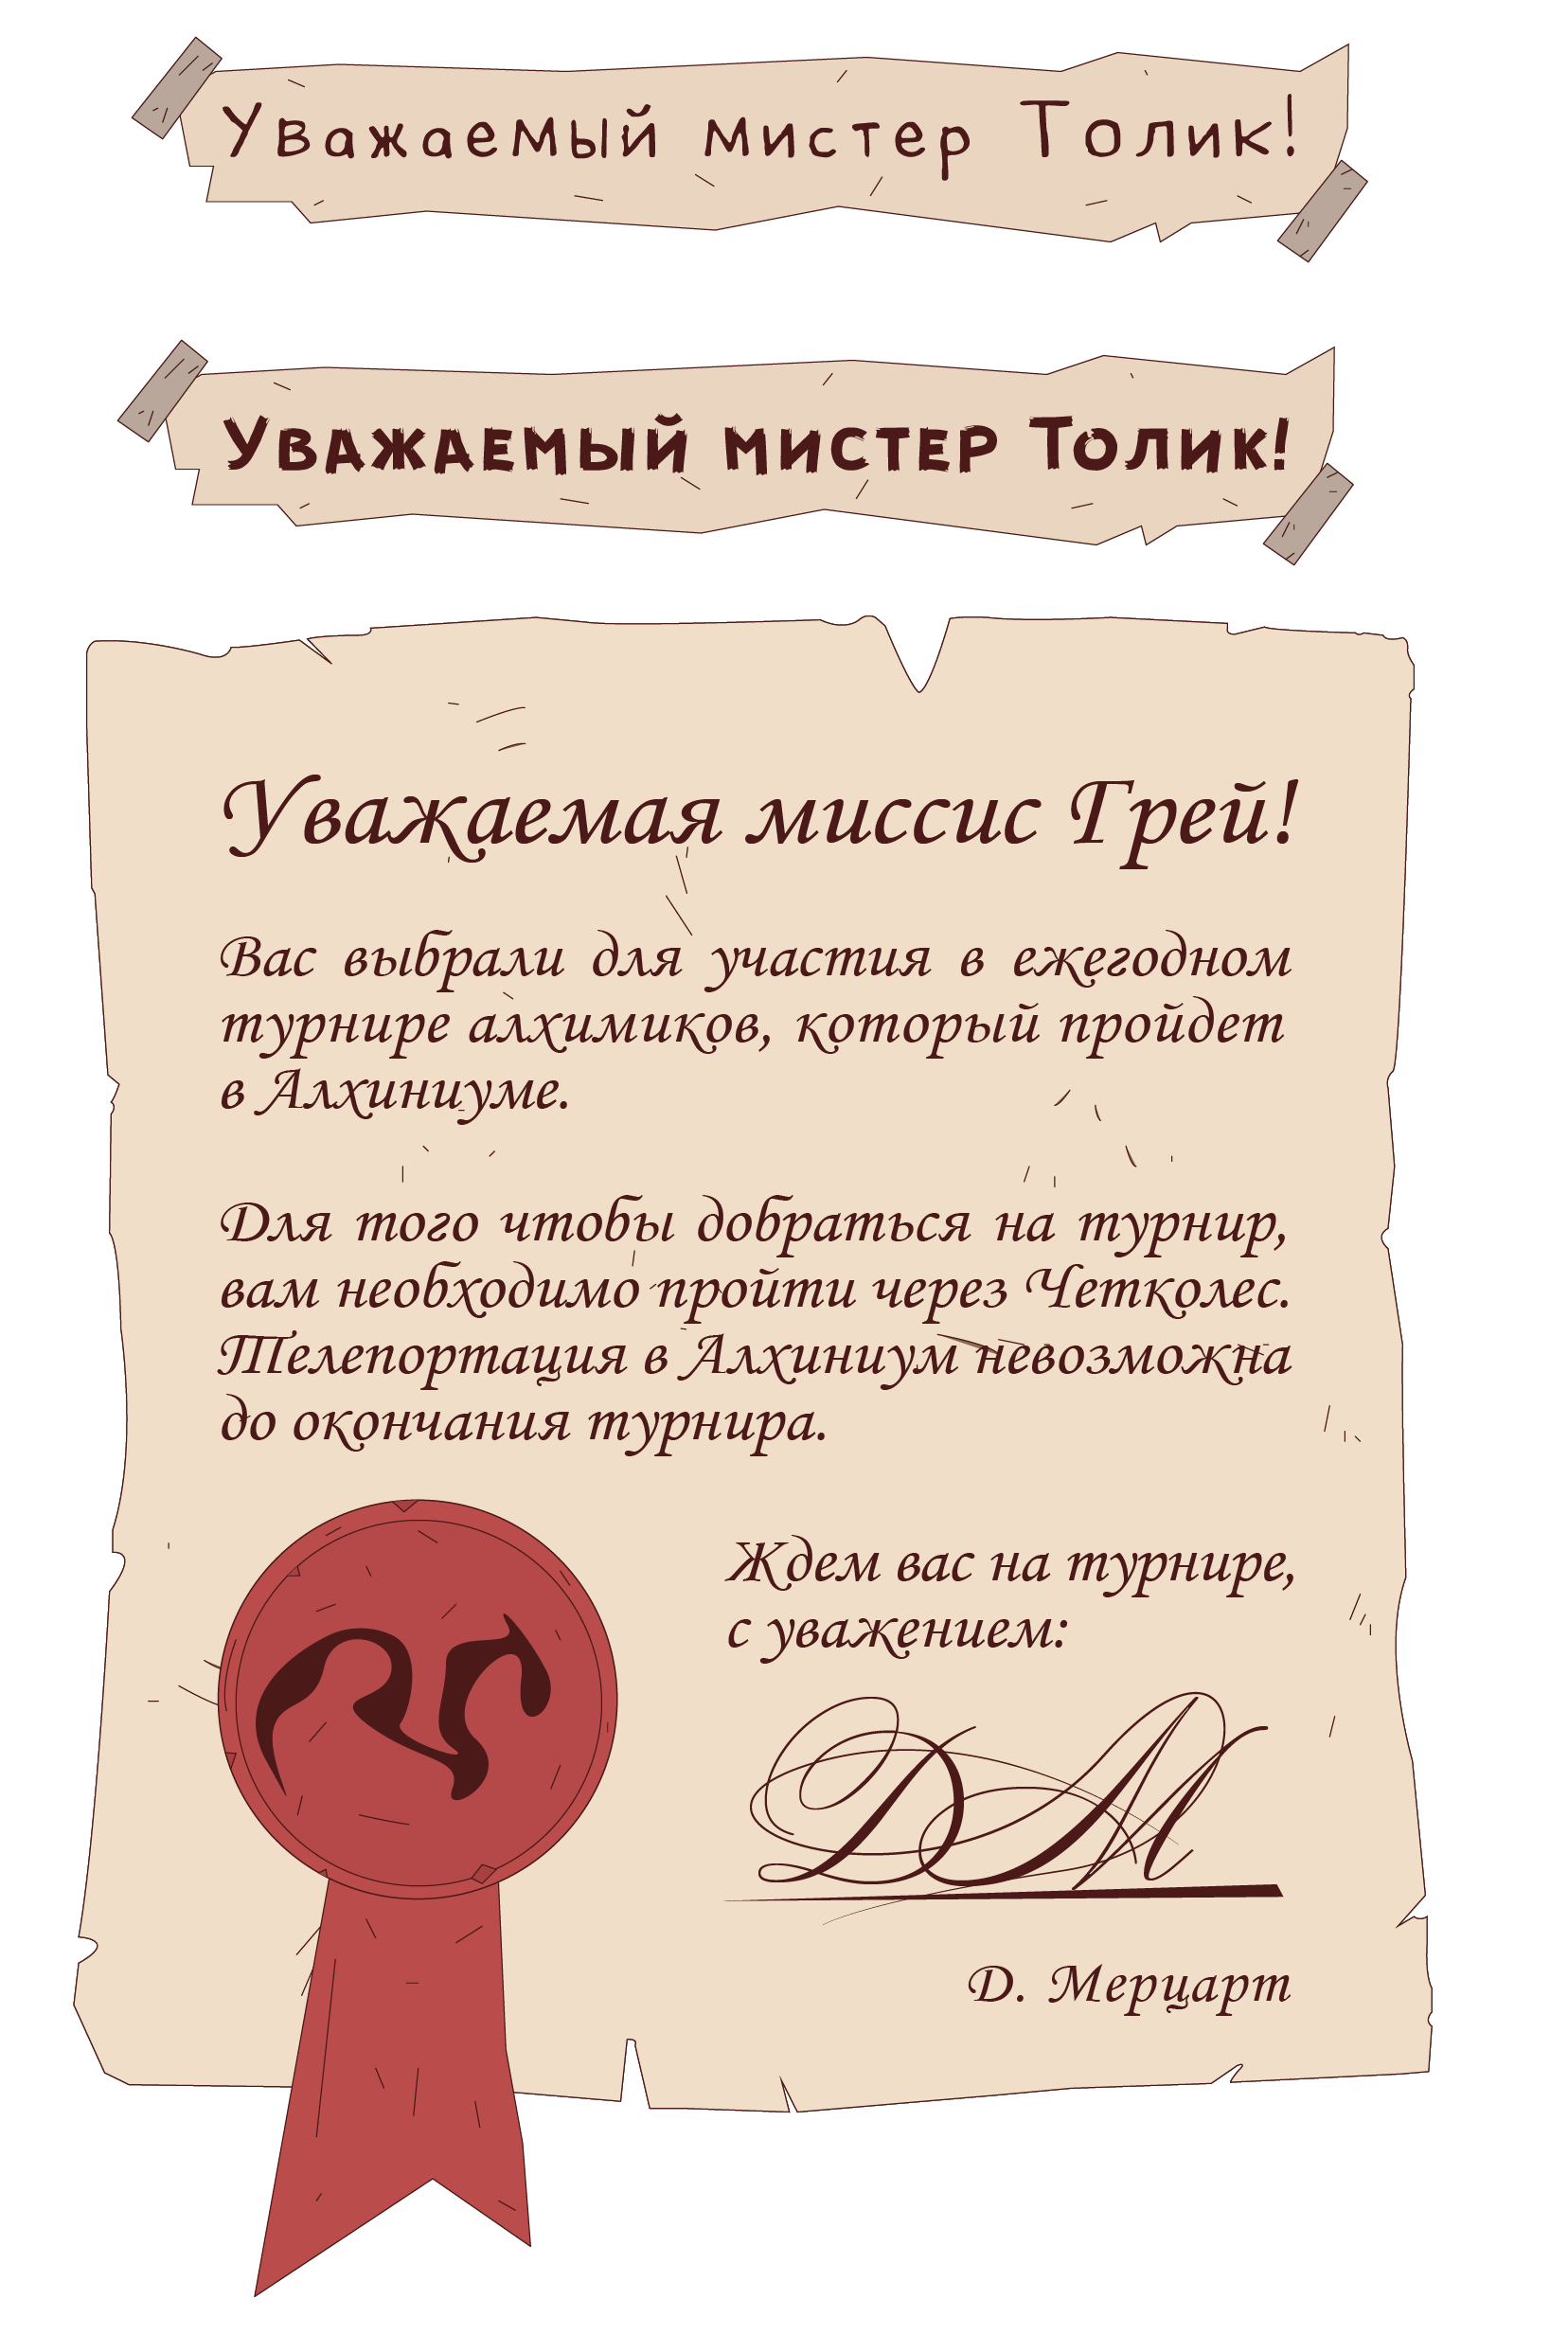 Уважаемый мистер Толик!
Уважаемый мистер Толик!
Уважаемая миссис Грей!
Вас выбрали для участия в ежегодном
турнире алхимиков, который пройдет
в Алхиниуме.
Для того чтобы добраться на турнир,
вам необходимо пройти через Четколес.
Телепортация в Алхиниум невозможна
до окончания турнира.
Ждем вас на турнире,
с уважением:
DM
Д. Мерцарт